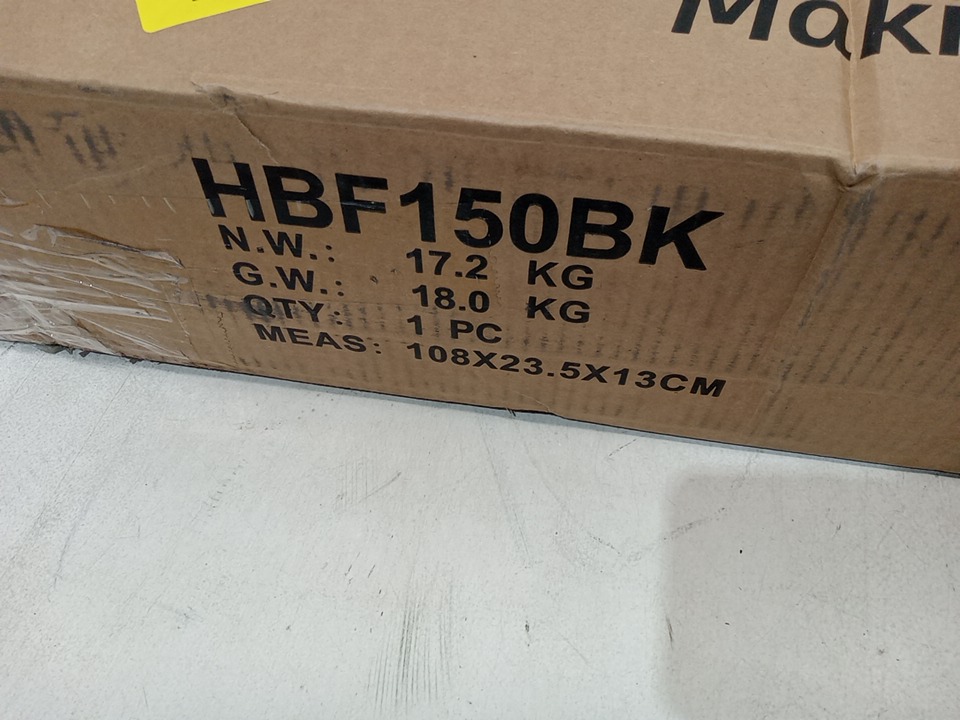 HBF150BK
N.W.: 17.2 KG
G.W.: 18.0 KG
QTY: 1 PC
MEAS: 108X23.5X13CM